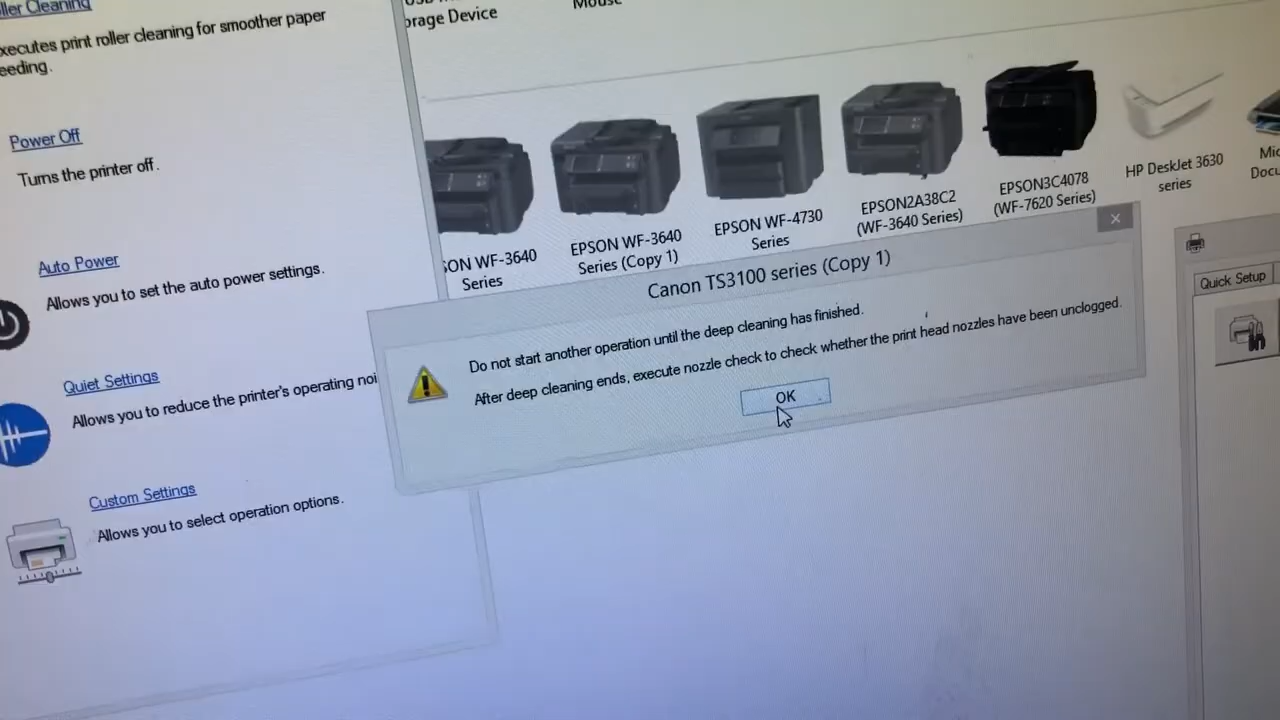 ller Cleaning
xecutes print roller cleaning for smoother paper
eeding.
Power Off
Turns the printer off.
Auto Power
Allows you to set the auto power settings.
Quiet Settings
Allows you to reduce the printer's operating noi
Custom Settings
Allows you to select operation options.
orage Device
Mouse
SON WF-3640
Series
EPSON WF-3640
Series (Copy 1)
EPSON WF-4730
Series
EPSON2A38C2
(WF-3640 Series)
EPSON3C4078
(WF-7620 Series)
HP DeskJet 3630
series
Mic
Docu
Canon TS3100 series (Copy 1)
Do not start another operation until the deep cleaning has finished.
After deep cleaning ends, execute nozzle check to check whether the print head nozzles have been unclogged.
OK
Quick Setup